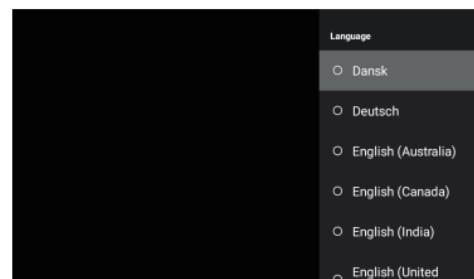 Language
Dansk
Deutsch
English (Australia)
English (Canada)
English (India)
English (United